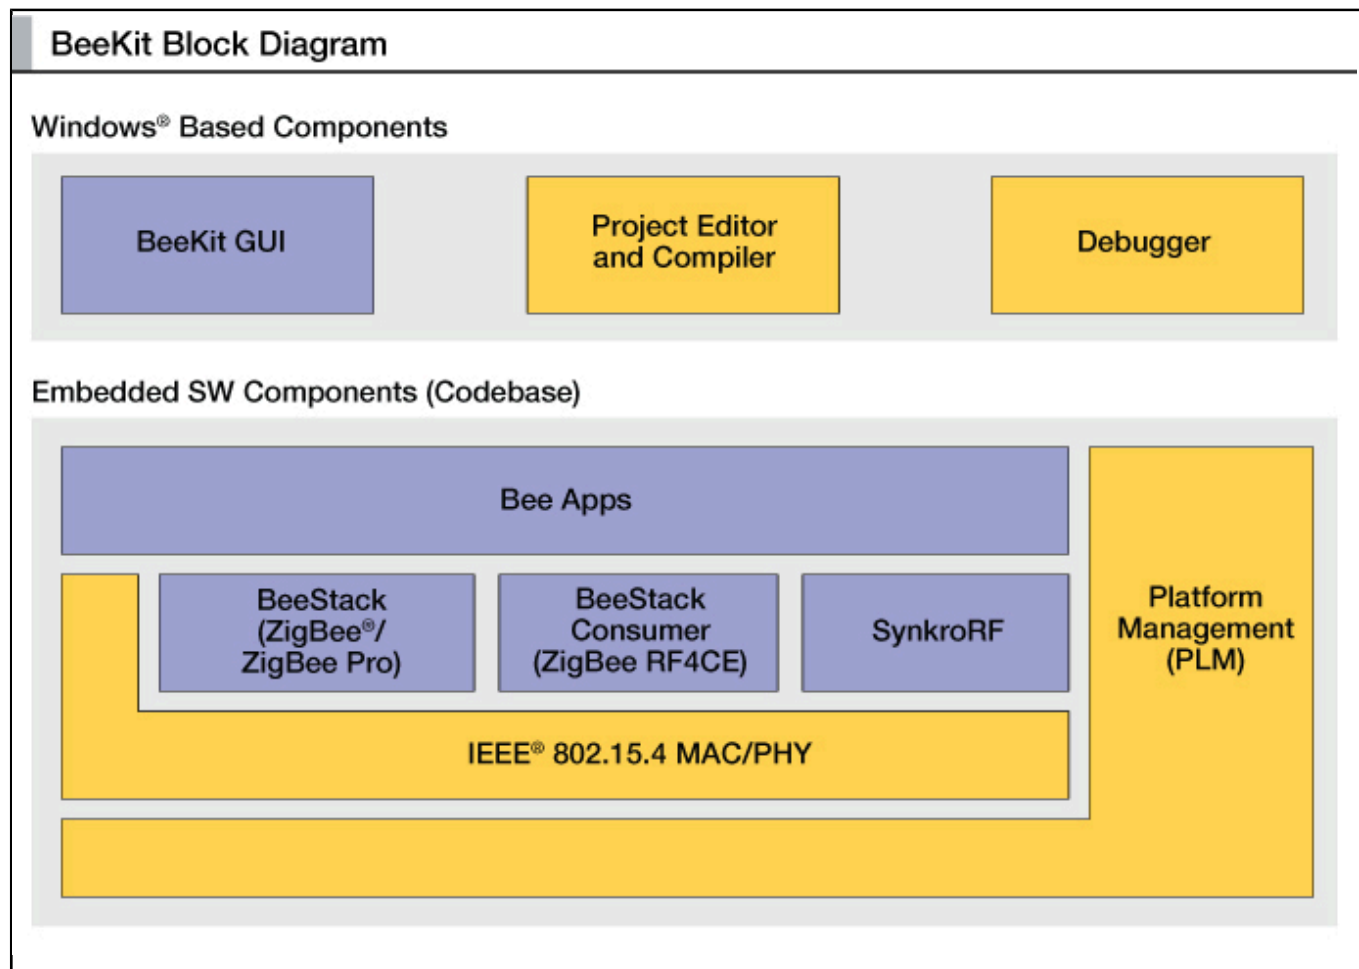 BeeKit Block Diagram
Windows® Based Components
BeeKit GUI
Project Editor
and Compiler
Debugger
Embedded SW Components (Codebase)
Bee Apps
BeeStack
(ZigBee®/
ZigBee Pro)
BeeStack
Consumer
(ZigBee RF4CE)
SynkroRF
Platform
Management
(PLM)
IEEE® 802.15.4 MAC/PHY